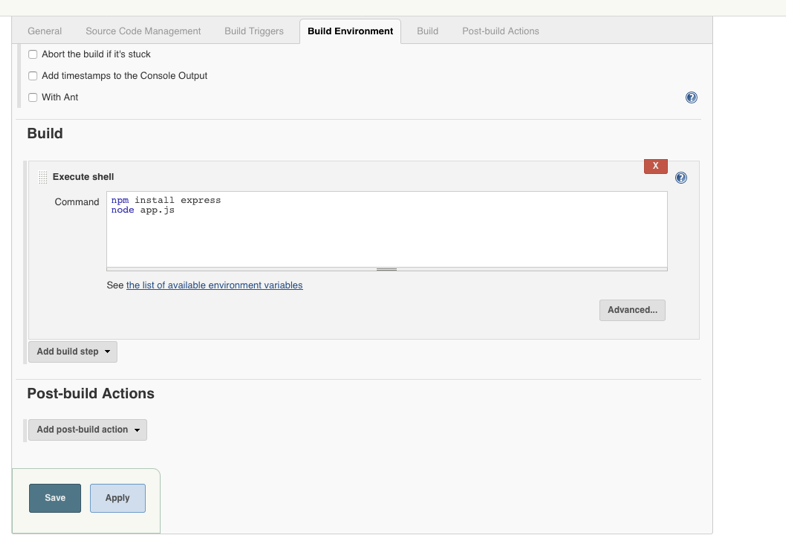 General Source Code Management Build Triggers Build Environment Build Post-build Actions
Abort the build if it's stuck
Add timestamps to the Console Output
With Ant
?
Build
X
Execute shell
?
Command
npm install express
node app.js
See the list of available environment variables
Advanced...
Add build step
Post-build Actions
Add post-build action
Save Apply